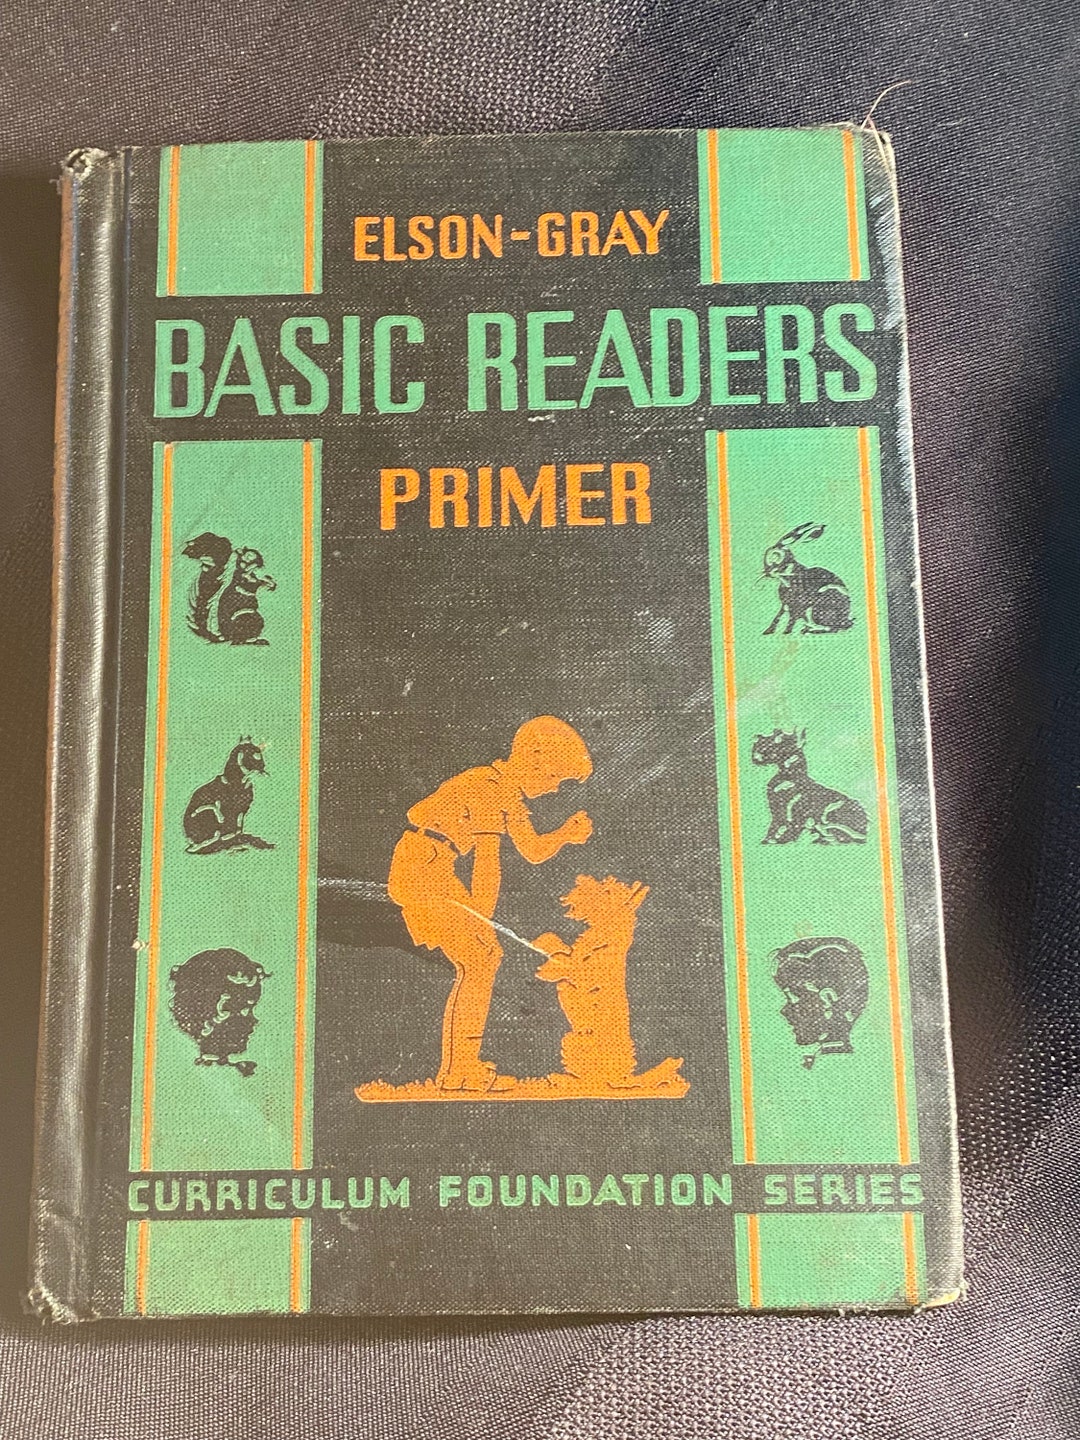 ELSON-GRAY
BASIC READERS
PRIMER
CURRICULUM FOUNDATION SERIES